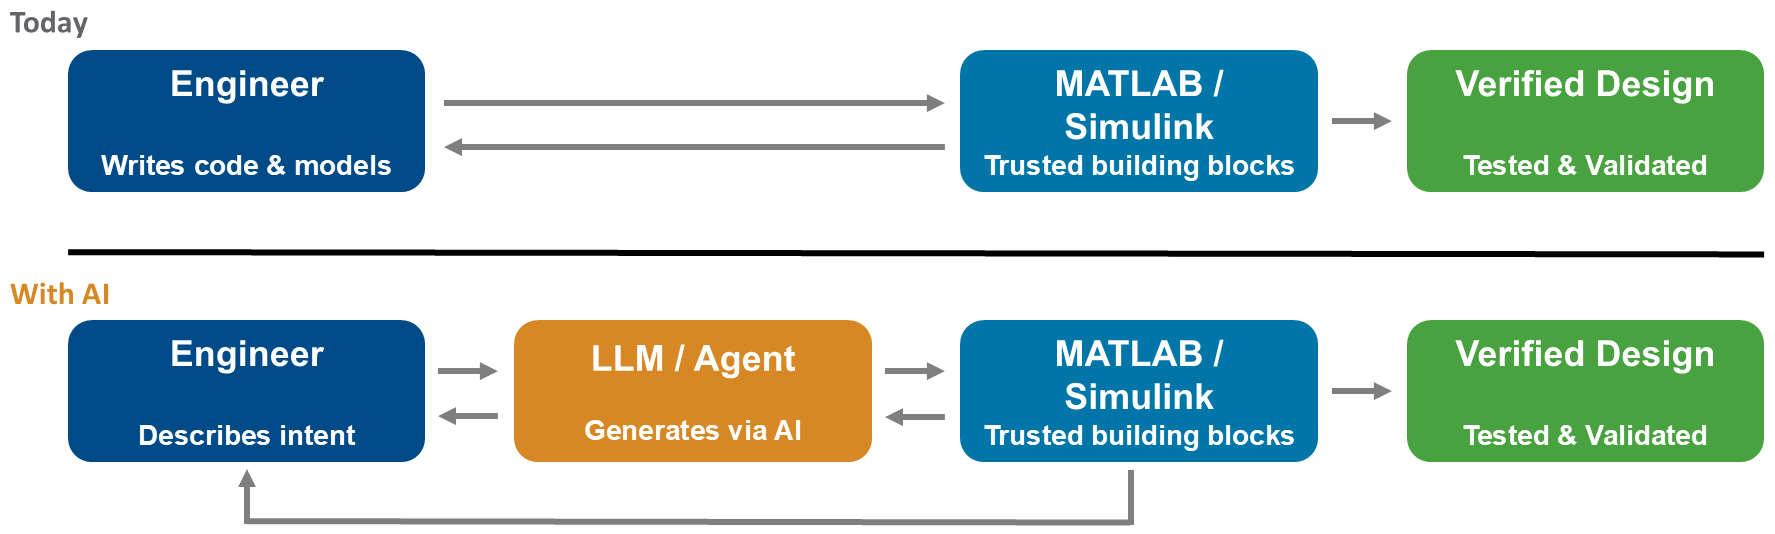 Today
Engineer
Writes code & models
MATLAB /
Simulink
Trusted building blocks
Verified Design
Tested & Validated
With AI
Engineer
Describes intent
LLM / Agent
Generates via AI
MATLAB /
Simulink
Trusted building blocks
Verified Design
Tested & Validated